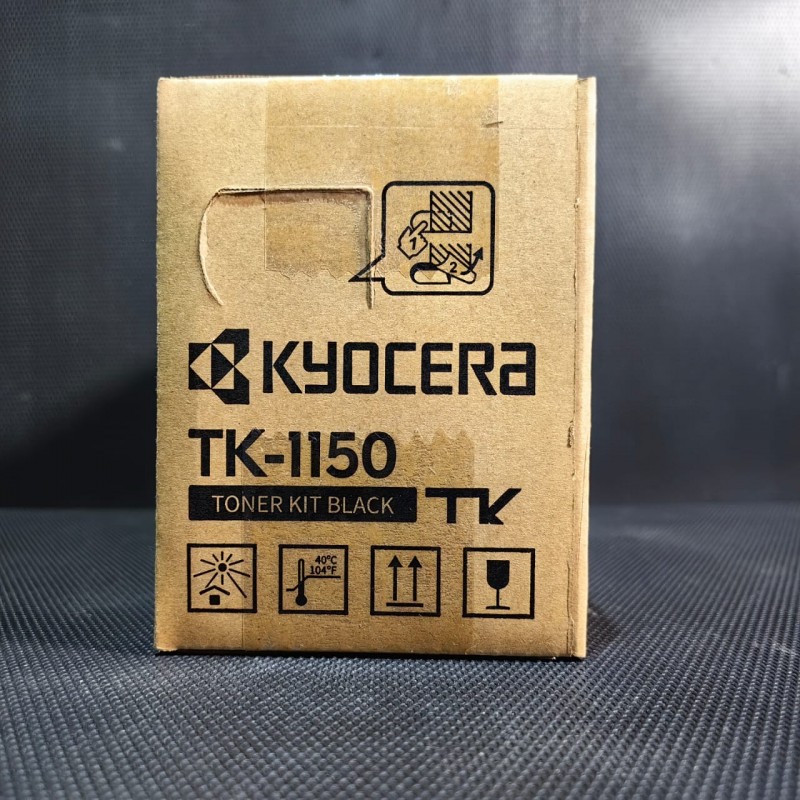 1
2
KYOCERA
TK-1150
TONER KIT BLACK TK
40°C
104°F